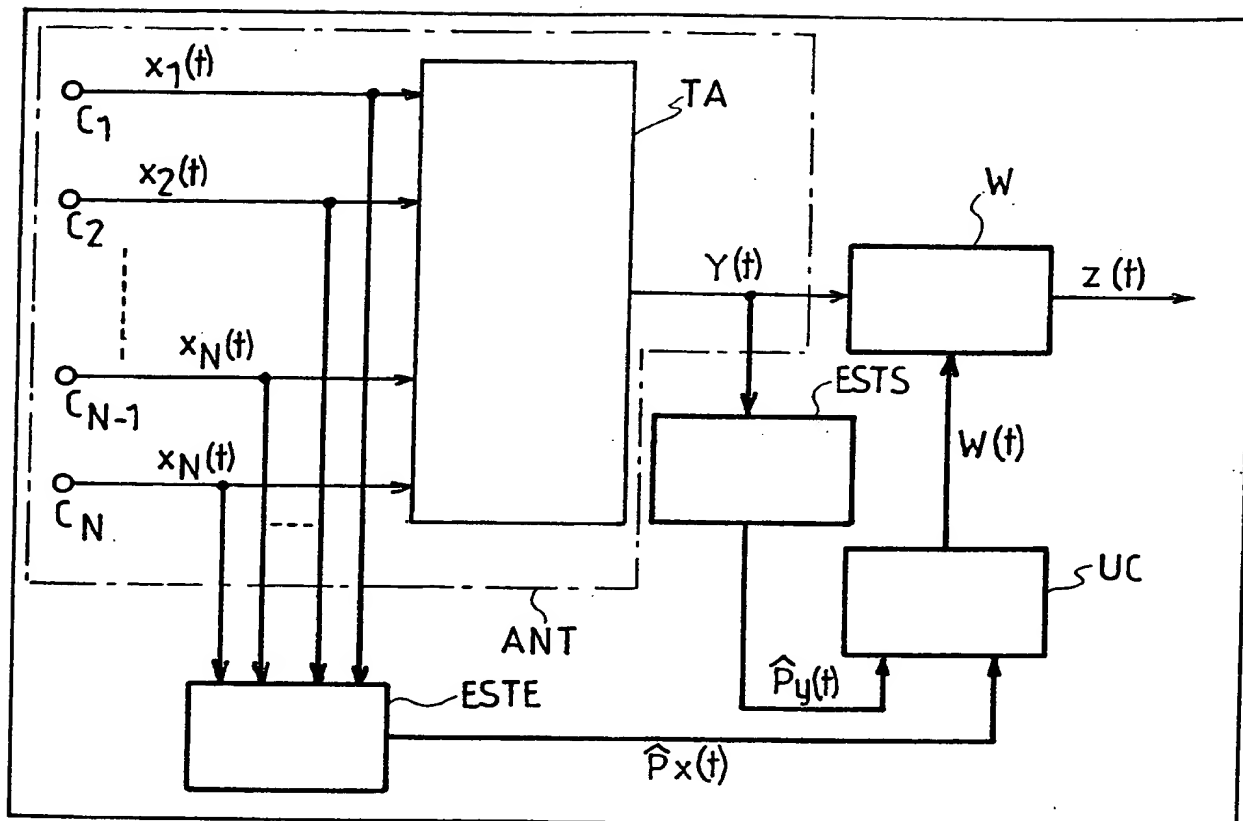 x1(t)
C1
TA
x2(t)
C2
W
Y(t)
z(t)
xN(t)
CN-1
ESTS
W(t)
xN(t)
CN
UC
ANT
P̂y(t)
ESTE
P̂x(t)